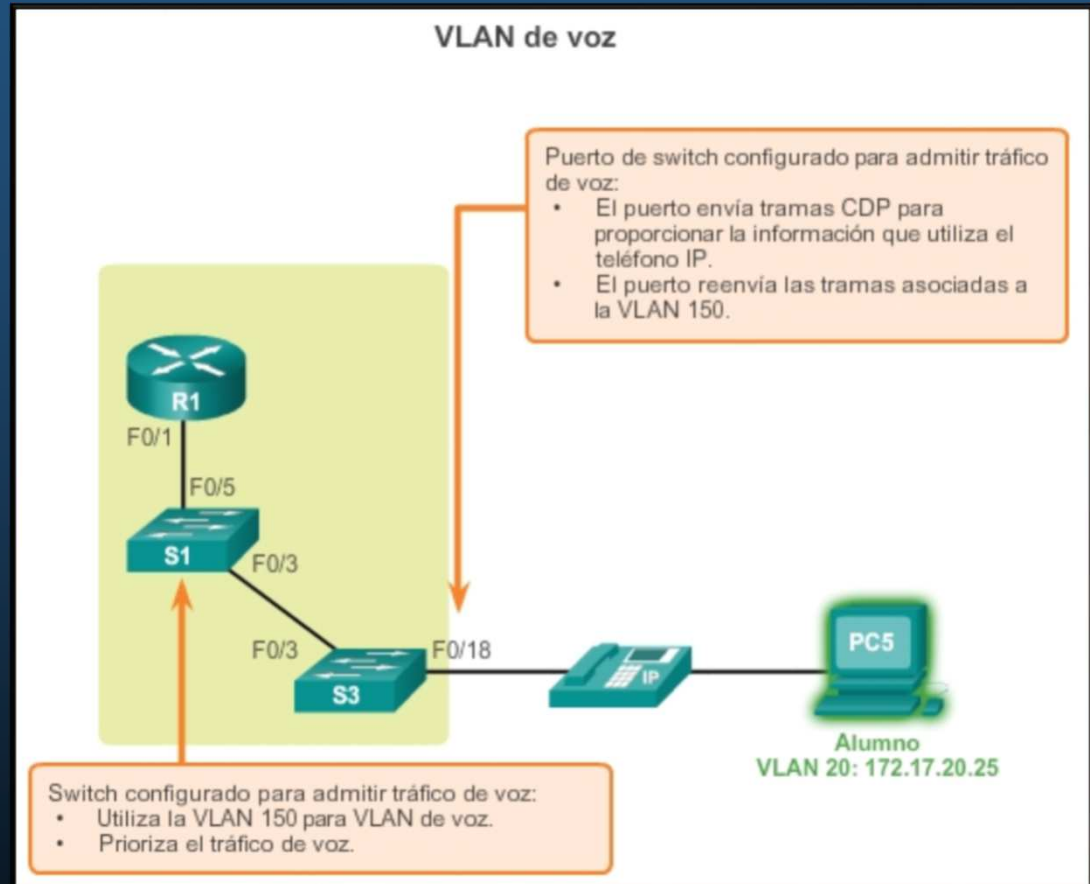 VLAN de voz
Puerto de switch configurado para admitir tráfico
de voz:
• El puerto envía tramas CDP para
proporcionar la información que utiliza el
teléfono IP.
• El puerto reenvía las tramas asociadas a
la VLAN 150.
R1
F0/1
F0/5
S1
F0/3
F0/3
F0/18
S3
IP
PC5
Alumno
VLAN 20: 172.17.20.25
Switch configurado para admitir tráfico de voz:
• Utiliza la VLAN 150 para VLAN de voz.
• Prioriza el tráfico de voz.